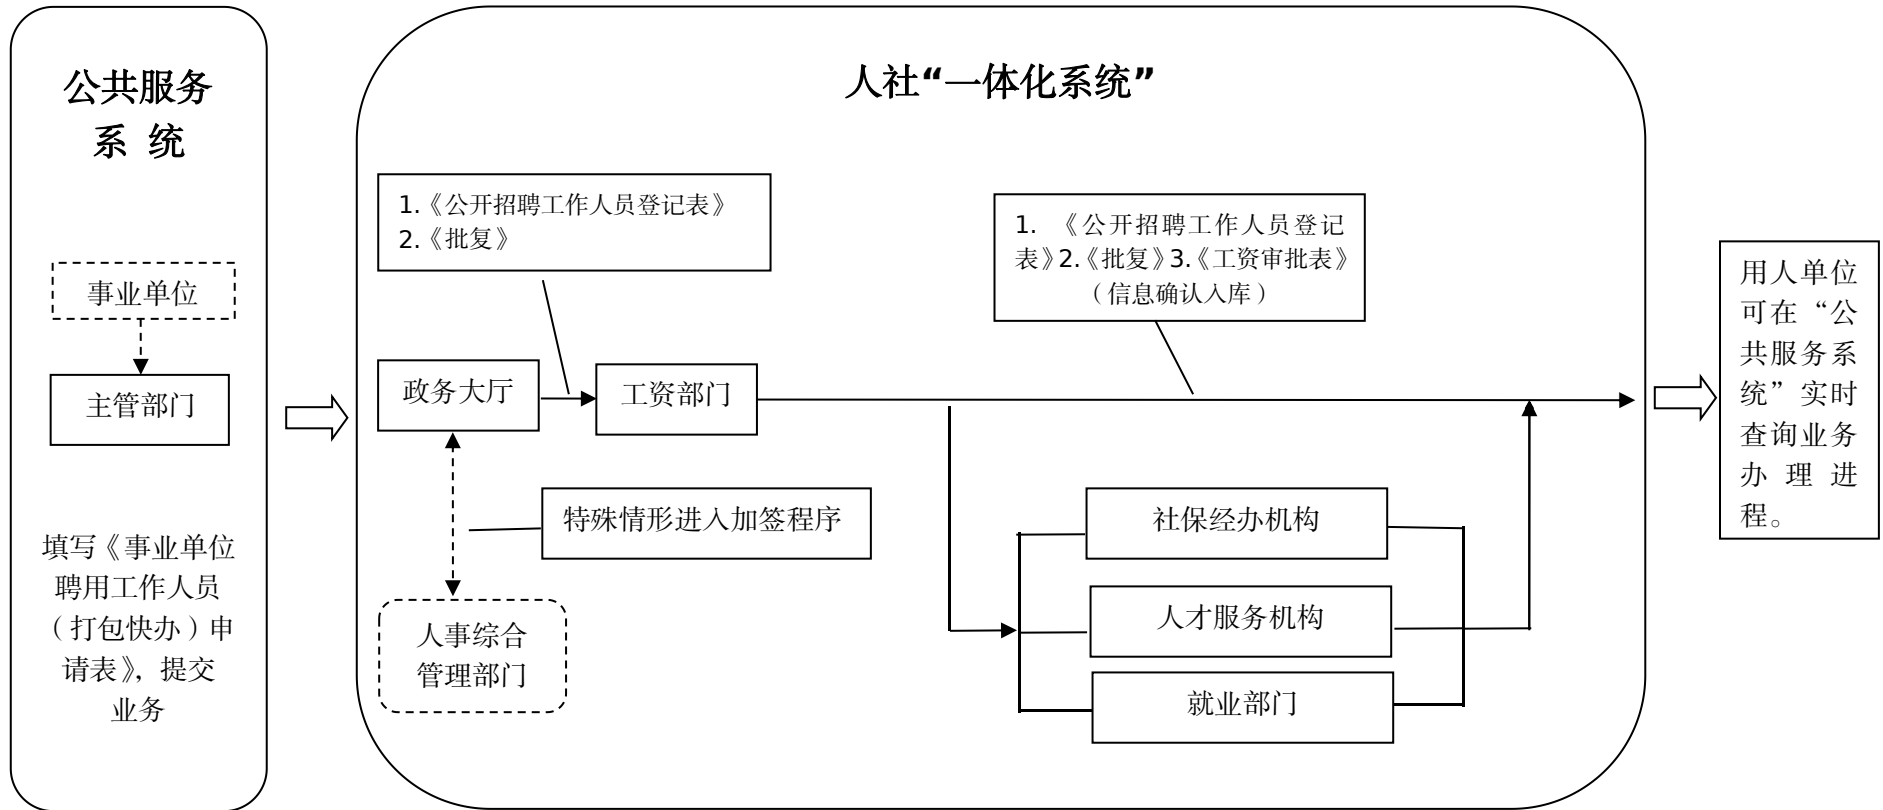 公共服务
系 统
事业单位
主管部门
填写《事业单位
聘用工作人员
（打包快办）申
请表》，提交
业务
人社“一体化系统”
1.《公开招聘工作人员登记表》
2.《批复》
1. 《公开招聘工作人员登记
表》2.《批复》3.《工资审批表》
（信息确认入库）
政务大厅
工资部门
特殊情形进入加签程序
人事综合
管理部门
社保经办机构
人才服务机构
就业部门
用人单位
可在“公
共服务系
统”实时
查询业务
办 理 进
程。